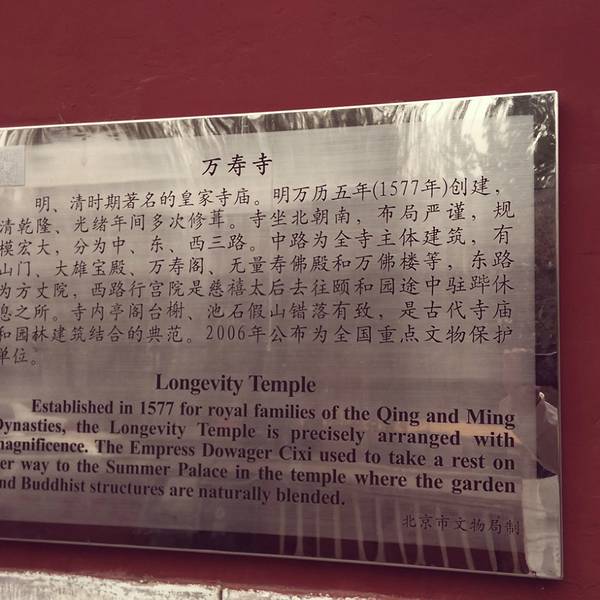 万寿寺
明、清时期著名的皇家寺庙。明万历五年(1577年)创建，
清乾隆、光绪年间多次修葺。寺坐北朝南，布局严谨，规
模宏大，分为中、东、西三路。中路为全寺主体建筑，有
山门、大雄宝殿、万寿阁、无量寿佛殿和万佛楼等，东路
为方丈院，西路行宫院是慈禧太后去往颐和园途中驻跸休
息之所。寺内亭阁台榭、池石假山错落有致，是古代寺庙
和园林建筑结合的典范。2006年公布为全国重点文物保护
单位。
Longevity Temple
Established in 1577 for royal families of the Qing and Ming
Dynasties, the Longevity Temple is precisely arranged with
magnificence. The Empress Dowager Cixi used to take a rest on
er way to the Summer Palace in the temple where the garden
nd Buddhist structures are naturally blended.
北京市文物局制